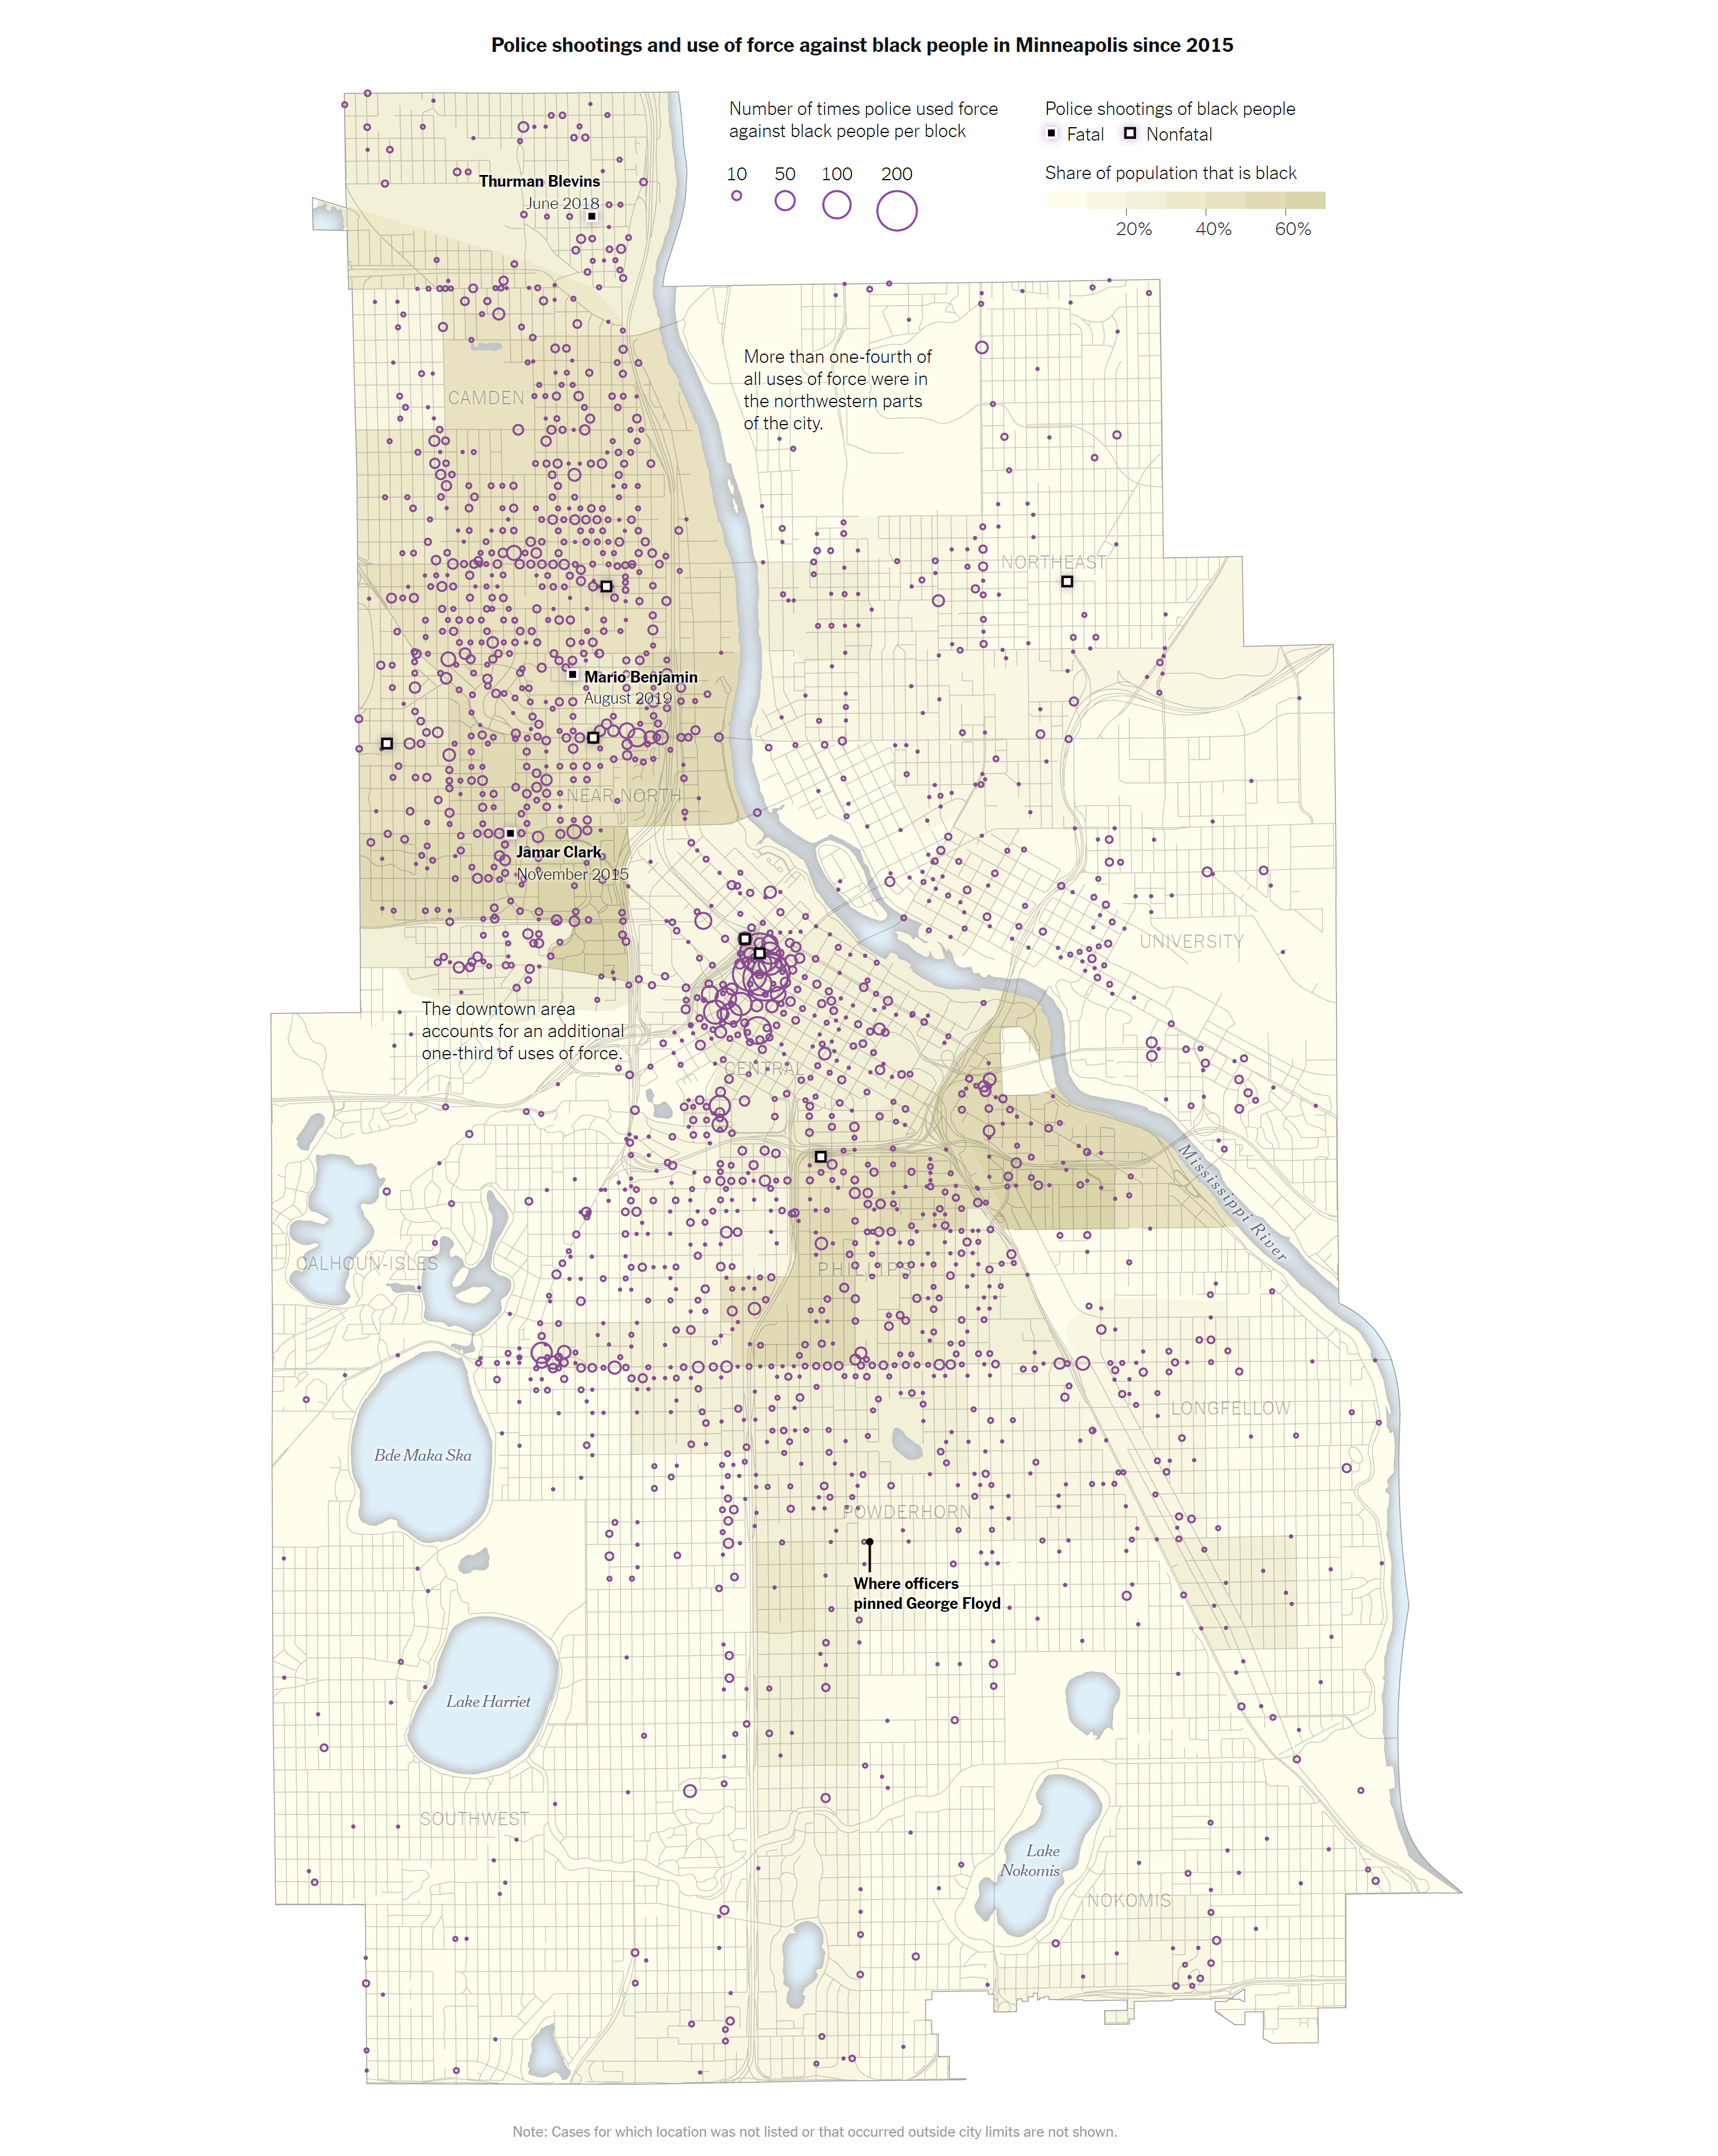 Police shootings and use of force against black people in Minneapolis since 2015
Number of times police used force
against black people per block
10 50 100 200
Police shootings of black people
Fatal Nonfatal
Share of population that is black
20% 40% 60%
Thurman Blevins
June 2018
More than one-fourth of
all uses of force were in
the northwestern parts
of the city.
CAMDEN
NORTHEAST
Mario Benjamin
August 2019
NEAR NORTH
Jamar Clark
November 2015
UNIVERSITY
The downtown area
accounts for an additional
one-third of uses of force.
CENTRAL
Mississippi River
CALHOUN-ISLES
PHILLIPS
LONGFELLOW
Bde Maka Ska
POWDERHORN
Where officers
pinned George Floyd
Lake Harriet
SOUTHWEST
Lake
Nokomis
NOKOMIS
Note: Cases for which location was not listed or that occurred outside city limits are not shown.